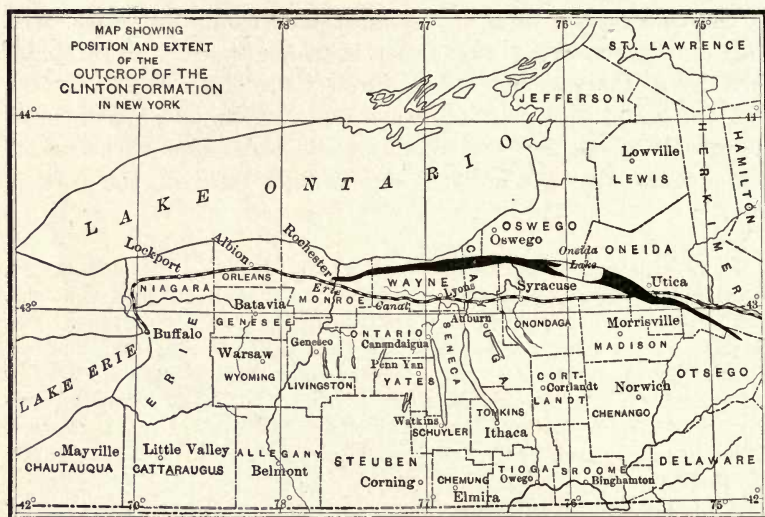 MAP SHOWING
POSITION AND EXTENT
OF THE
OUTCROP OF THE
CLINTON FORMATION
IN NEW YORK
78°
77°
76°
75°
ST. LAWRENCE
JEFFERSON
44°
HERKIMER
HAMILTON
Lowville
LEWIS
LAKE ONTARIO
OSWEGO
Oswego
Oneida
Lake
ONEIDA
Lockport
Albion
Rochester
ORLEANS
NIAGARA
MONROE
Erie
Canal
WAYNE
Lyons
CAYUGA
Syracuse
Utica
43°
43
Batavia
GENESEE
Buffalo
ERIE
LAKE ERIE
ONTARIO
Canandaigua
Auburn
SENECA
ONONDAGA
Morrisville
MADISON
OTSEGO
Warsaw
WYOMING
Geneseo
LIVINGSTON
Penn Yan
YATES
CORT-
LANDT
Cortlandt
Norwich
CHENANGO
Watkins
SCHUYLER
TOMKINS
Ithaca
Mayville
CHAUTAUQUA
Little Valley
CATTARAUGUS
ALLEGANY
Belmont
STEUBEN
Corning
CHEMUNG
Elmira
TIOGA
Owego
BROOME
Binghamton
DELAWARE
42°
78
77
76
75°